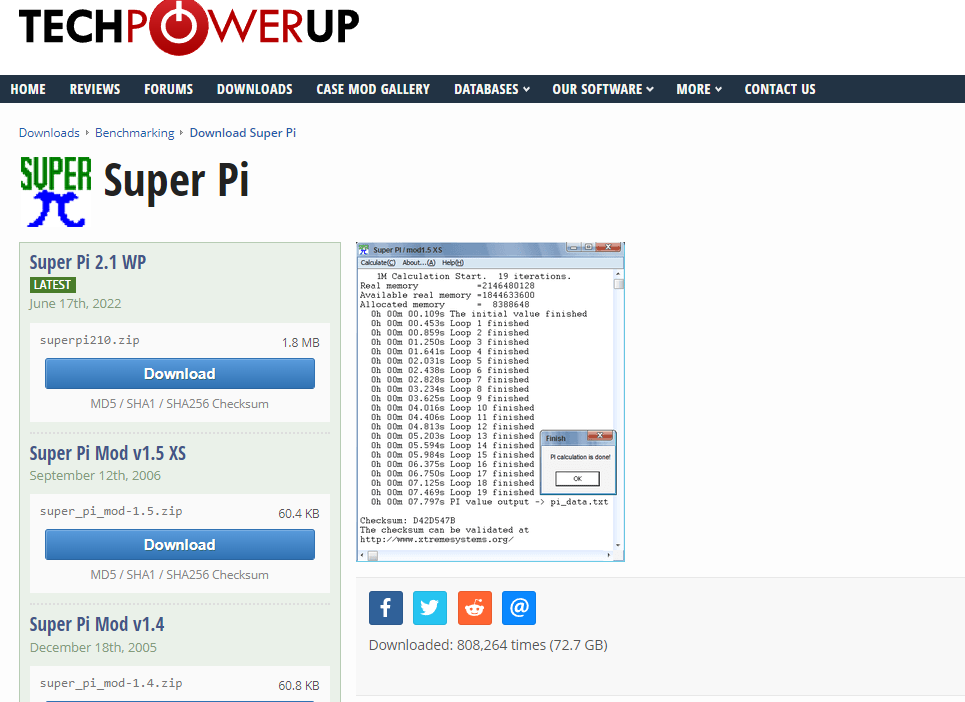 TECHPOWERUP
HOME REVIEWS FORUMS DOWNLOADS CASE MOD GALLERY DATABASES OUR SOFTWARE MORE CONTACT US
Downloads Benchmarking Download Super Pi
SUPER
π
Super Pi
Super Pi 2.1 WP
LATEST
June 17th, 2022
superpi210.zip 1.8 MB
Download
MD5 / SHA1 / SHA256 Checksum
Super Pi Mod v1.5 XS
September 12th, 2006
super_pi_mod-1.5.zip 60.4 KB
Download
MD5 / SHA1 / SHA256 Checksum
Super Pi Mod v1.4
December 18th, 2005
super_pi_mod-1.4.zip 60.8 KB
Super PI / mod1.5 XS
Calculate(C) About...(A) Help(H)
1M Calculation Start. 19 iterations.
Real memory =2146480128
Available real memory =1844633600
Allocated memory = 8388648
0h 00m 00.109s The initial value finished
0h 00m 00.453s Loop 1 finished
0h 00m 00.859s Loop 2 finished
0h 00m 01.250s Loop 3 finished
0h 00m 01.641s Loop 4 finished
0h 00m 02.031s Loop 5 finished
0h 00m 02.438s Loop 6 finished
0h 00m 02.828s Loop 7 finished
0h 00m 03.234s Loop 8 finished
0h 00m 03.625s Loop 9 finished
0h 00m 04.016s Loop 10 finished
0h 00m 04.406s Loop 11 finished
0h 00m 04.813s Loop 12 finished
0h 00m 05.203s Loop 13 finished
0h 00m 05.594s Loop 14 finished
0h 00m 05.984s Loop 15 finished
0h 00m 06.375s Loop 16 finished
0h 00m 06.750s Loop 17 finished
0h 00m 07.125s Loop 18 finished
0h 00m 07.469s Loop 19 finished
0h 00m 07.797s PI value output -> pi_data.txt
Checksum: D42D547B
The checksum can be validated at
http://www.xtremesystems.org/
Finish
PI calculation is done!
OK
Downloaded: 808,264 times (72.7 GB)